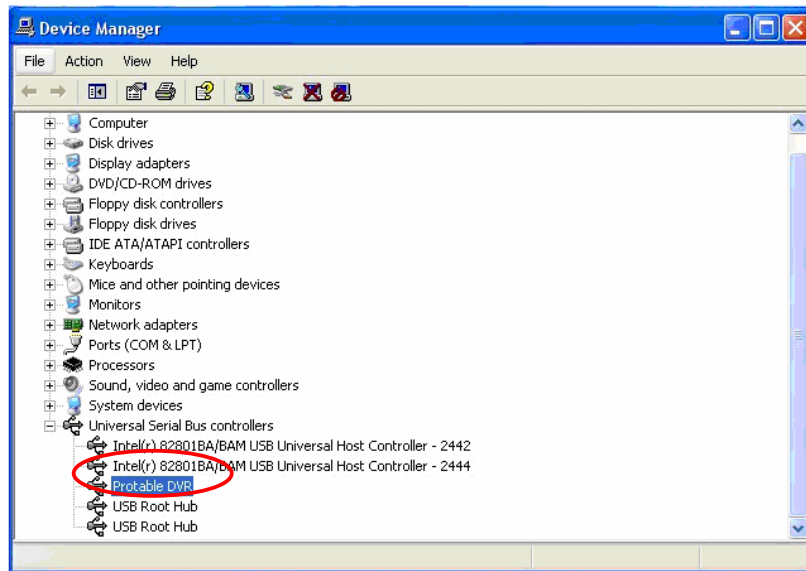 Device Manager
File Action View Help
Computer
Disk drives
Display adapters
DVD/CD-ROM drives
Floppy disk controllers
Floppy disk drives
IDE ATA/ATAPI controllers
Keyboards
Mice and other pointing devices
Monitors
Network adapters
Ports (COM & LPT)
Processors
Sound, video and game controllers
System devices
Universal Serial Bus controllers
Intel(r) 82801BA/BAM USB Universal Host Controller - 2442
Intel(r) 82801BA/BAM USB Universal Host Controller - 2444
Protable DVR
USB Root Hub
USB Root Hub